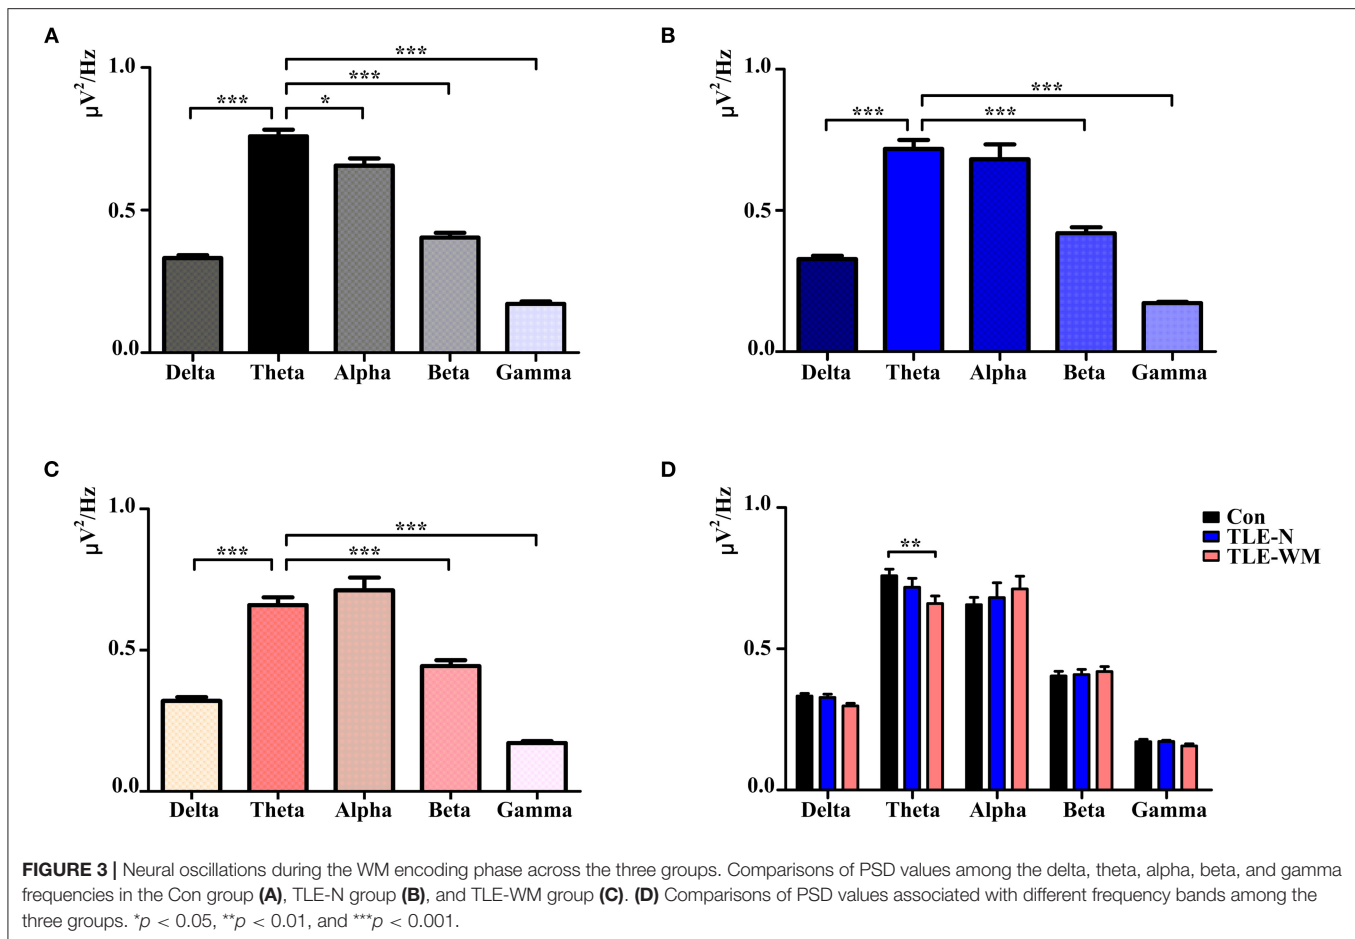 A
μV²/Hz
1.0
0.5
0.0
***
*
***
***
Delta Theta Alpha Beta Gamma
B
μV²/Hz
1.0
0.5
0.0
***
***
***
Delta Theta Alpha Beta Gamma
C
μV²/Hz
1.0
0.5
0.0
***
***
***
Delta Theta Alpha Beta Gamma
D
μV²/Hz
1.0
0.5
0.0
**
Con
TLE-N
TLE-WM
Delta Theta Alpha Beta Gamma
FIGURE 3 | Neural oscillations during the WM encoding phase across the three groups. Comparisons of PSD values among the delta, theta, alpha, beta, and gamma
frequencies in the Con group (A), TLE-N group (B), and TLE-WM group (C). (D) Comparisons of PSD values associated with different frequency bands among the
three groups. *p < 0.05, **p < 0.01, and ***p < 0.001.